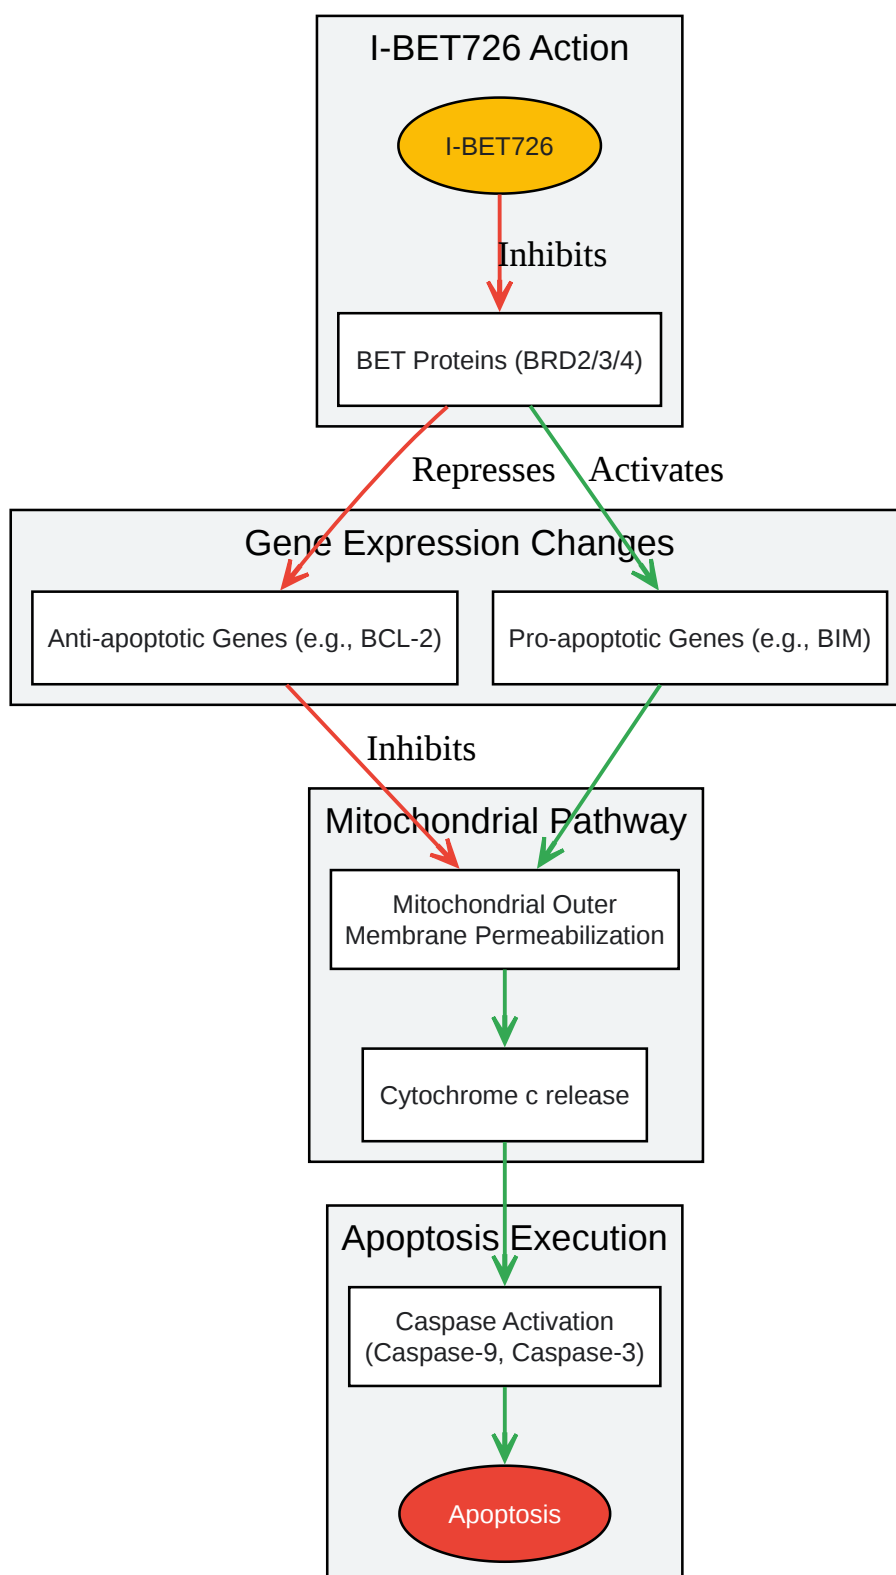 I-BET726 Action
I-BET726
Inhibits
BET Proteins (BRD2/3/4)
Represses
Activates
Gene Expression Changes
Anti-apoptotic Genes (e.g., BCL-2)
Pro-apoptotic Genes (e.g., BIM)
Inhibits
Mitochondrial Pathway
Mitochondrial Outer
Membrane Permeabilization
Cytochrome c release
Apoptosis Execution
Caspase Activation
(Caspase-9, Caspase-3)
Apoptosis